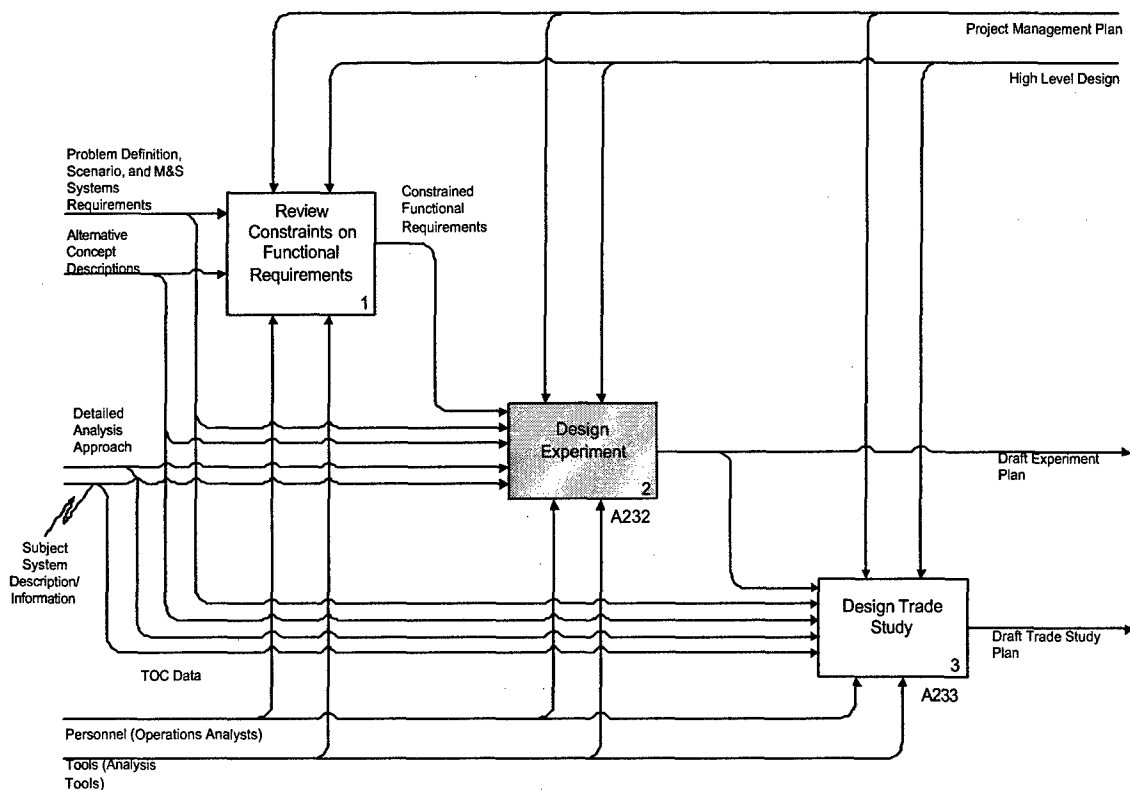 Project Management Plan
High Level Design
Problem Definition,
Scenario, and M&S
Systems
Requirements
Alternative
Concept
Descriptions
Review
Constraints on
Functional
Requirements
1
Constrained
Functional
Requirements
Detailed
Analysis
Approach
Design
Experiment
2
A232
Draft Experiment
Plan
Subject
System
Description/
Information
Design Trade
Study
3
A233
Draft Trade Study
Plan
TOC Data
Personnel (Operations Analysts)
Tools (Analysis
Tools)